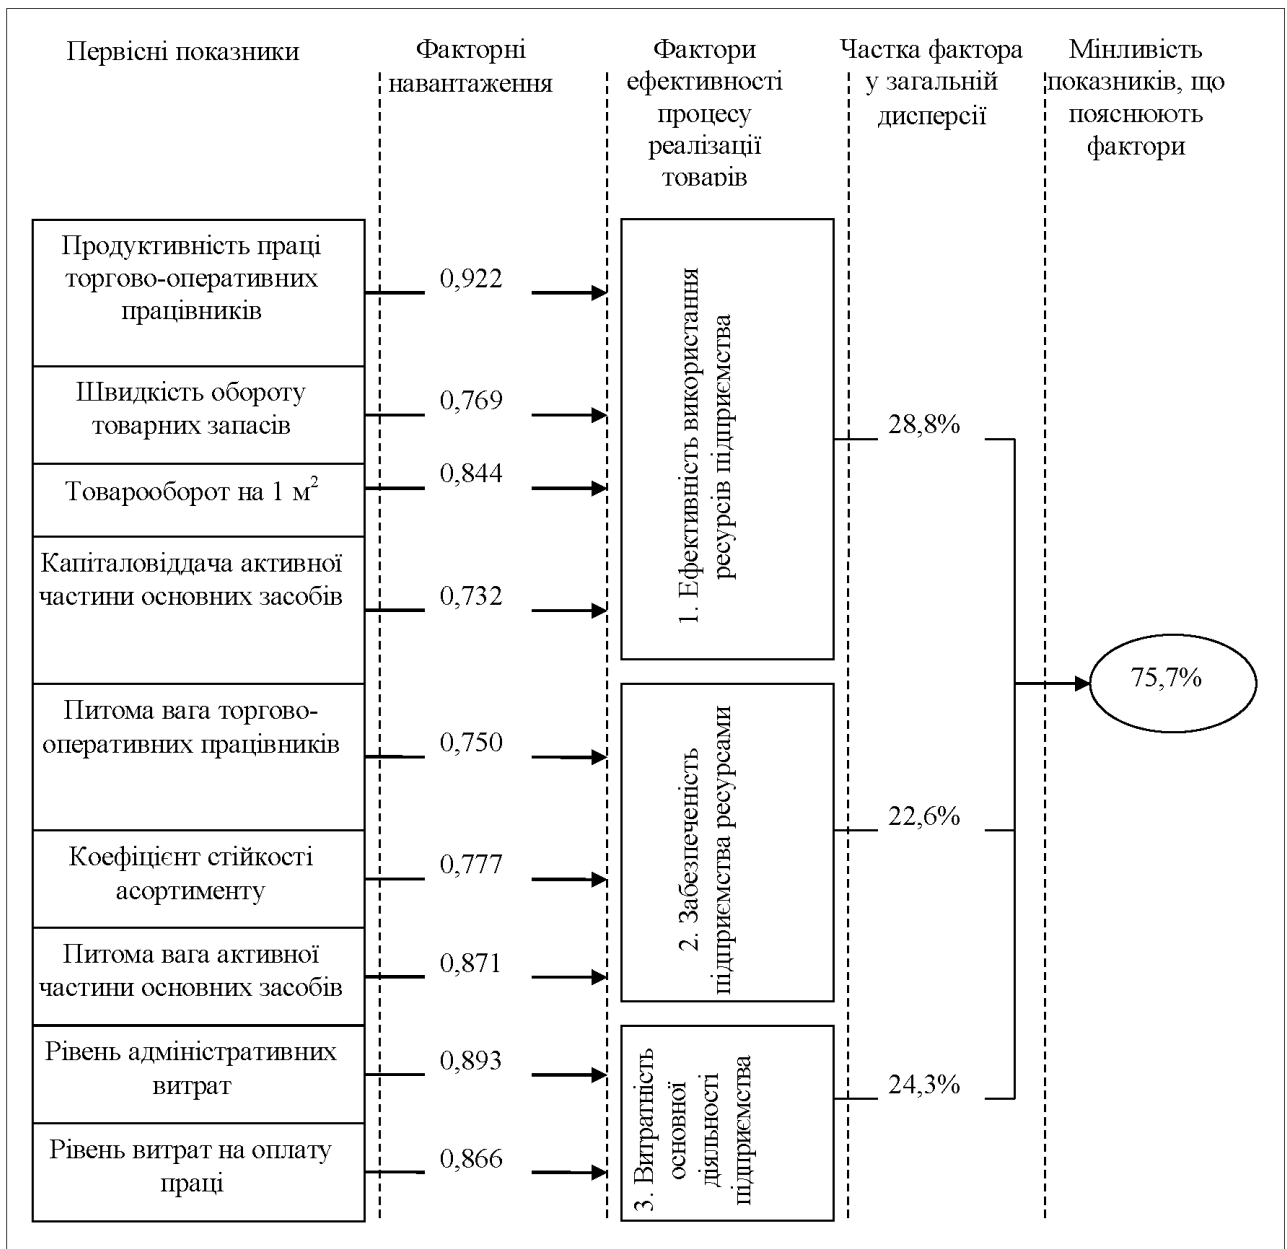 Первісні показники
Факторні
навантаження
Фактори
ефективності
процесу
реалізації
товарів
Частка фактора
у загальній
дисперсії
Мінливість
показників, що
пояснюють
фактори
Продуктивність праці
торгово-оперативних
працівників
0,922
Швидкість обороту
товарних запасів
0,769
Товарооборот на 1 м²
0,844
Капіталовіддача активної
частини основних засобів
0,732
1. Ефективність використання
ресурсів підприємства
28,8%
Питома вага торгово-
оперативних працівників
0,750
Коефіцієнт стійкості
асортименту
0,777
Питома вага активної
частини основних засобів
0,871
2. Забезпеченість
підприємства ресурсами
22,6%
Рівень адміністративних
витрат
0,893
Рівень витрат на оплату
праці
0,866
3. Витратність
основної
діяльності
підприємства
24,3%
75,7%